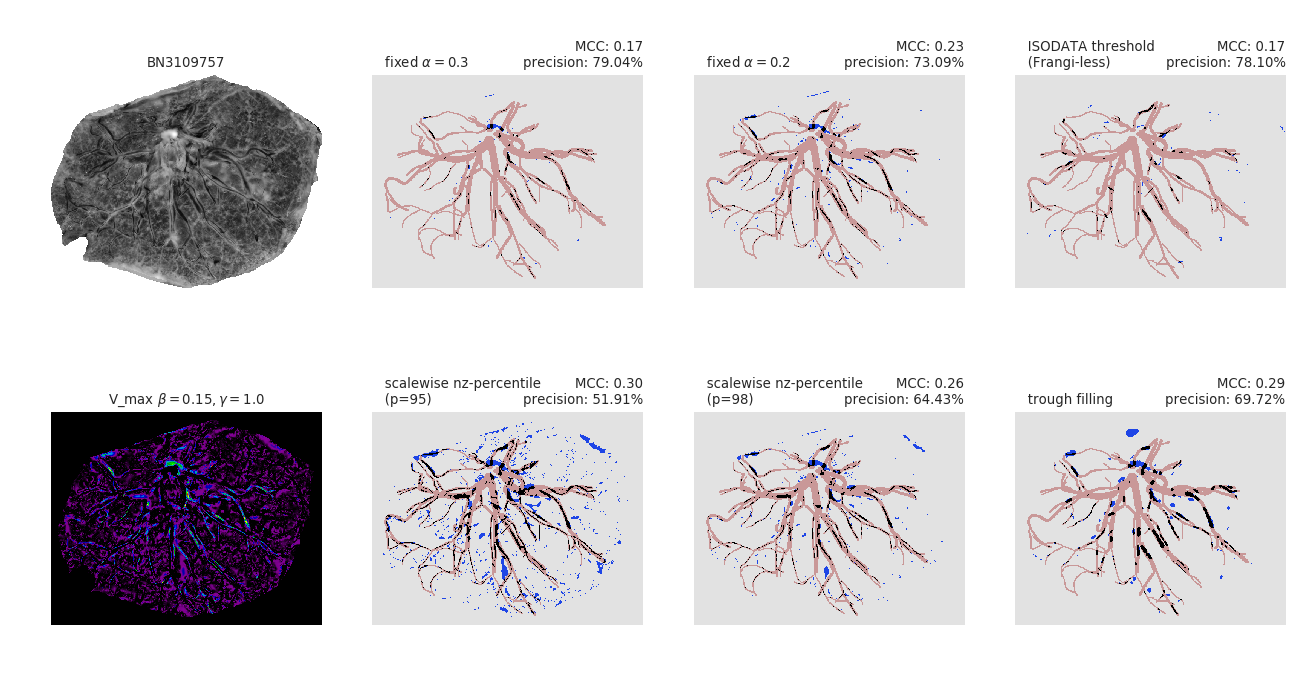 BN3109757
MCC: 0.17
fixed α = 0.3 precision: 79.04%
MCC: 0.23
fixed α = 0.2 precision: 73.09%
ISODATA threshold MCC: 0.17
(Frangi-less) precision: 78.10%
V_max β = 0.15, γ = 1.0
scalewise nz-percentile MCC: 0.30
(p=95) precision: 51.91%
scalewise nz-percentile MCC: 0.26
(p=98) precision: 64.43%
MCC: 0.29
trough filling precision: 69.72%